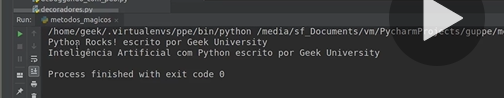 decoradores.py
Run: metodos_magicos
/home/geek/.virtualenvs/ppe/bin/python /media/sf_Documents/vm/PycharmProjects/guppe/m
Python Rocks! escrito por Geek University
Inteligência Artificial com Python escrito por Geek University
Process finished with exit code 0